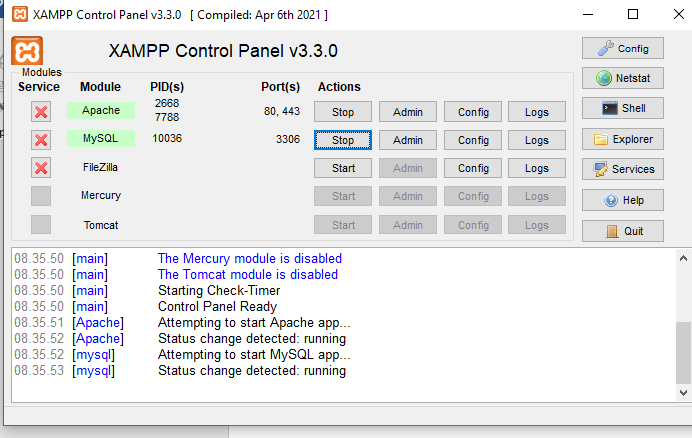 XAMPP Control Panel v3.3.0 [ Compiled: Apr 6th 2021 ]
XAMPP Control Panel v3.3.0
Config
Modules
Service Module PID(s) Port(s) Actions
Netstat
Apache 2668 7788 80, 443 Stop Admin Config Logs
Shell
MySQL 10036 3306 Stop Admin Config Logs
Explorer
FileZilla Start Admin Config Logs
Services
Mercury Start Admin Config Logs
Help
Tomcat Start Admin Config Logs
Quit
08.35.50 [main] The Mercury module is disabled
08.35.50 [main] The Tomcat module is disabled
08.35.50 [main] Starting Check-Timer
08.35.50 [main] Control Panel Ready
08.35.51 [Apache] Attempting to start Apache app...
08.35.52 [Apache] Status change detected: running
08.35.52 [mysql] Attempting to start MySQL app...
08.35.53 [mysql] Status change detected: running